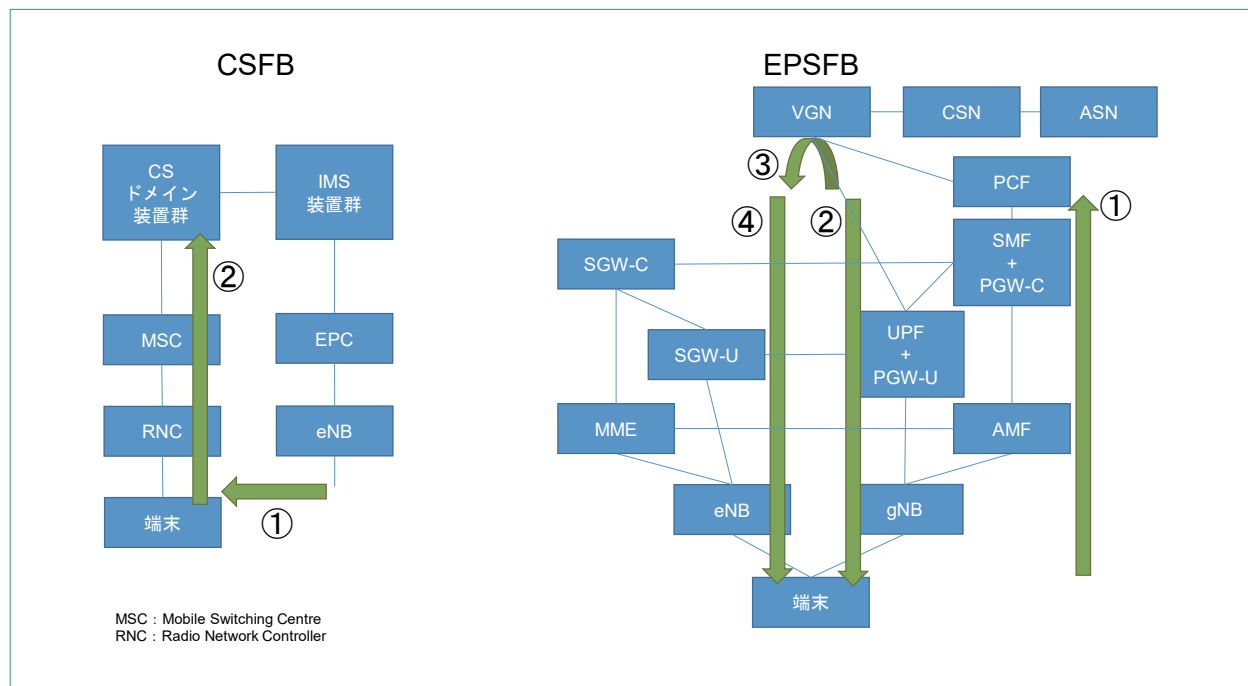 CSFB
CS
ドメイン
装置群
IMS
装置群
②
MSC
EPC
RNC
eNB
端末
①
MSC：Mobile Switching Centre
RNC：Radio Network Controller
EPSFB
VGN
CSN
ASN
③
PCF
④
②
①
SGW-C
SMF
+
PGW-C
SGW-U
UPF
+
PGW-U
MME
AMF
eNB
gNB
端末